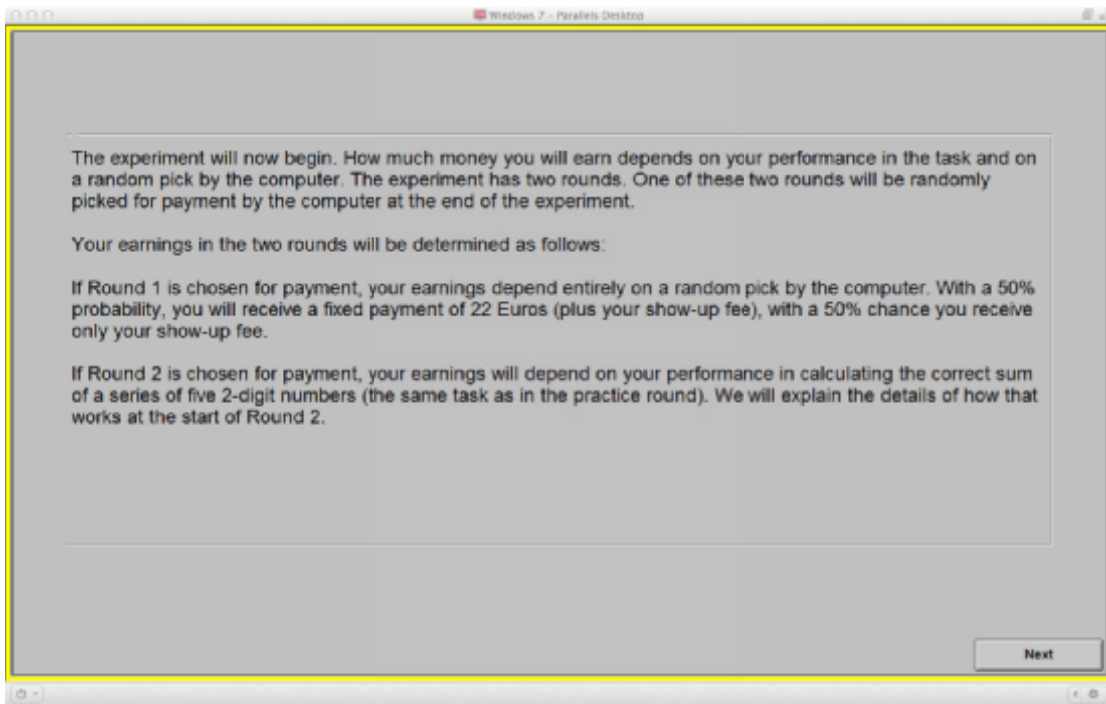 Windows 7 - Parallels Desktop
The experiment will now begin. How much money you will earn depends on your performance in the task and on
a random pick by the computer. The experiment has two rounds. One of these two rounds will be randomly
picked for payment by the computer at the end of the experiment.
Your earnings in the two rounds will be determined as follows:
If Round 1 is chosen for payment, your earnings depend entirely on a random pick by the computer. With a 50%
probability, you will receive a fixed payment of 22 Euros (plus your show-up fee), with a 50% chance you receive
only your show-up fee.
If Round 2 is chosen for payment, your earnings will depend on your performance in calculating the correct sum
of a series of five 2-digit numbers (the same task as in the practice round). We will explain the details of how that
works at the start of Round 2.
Next